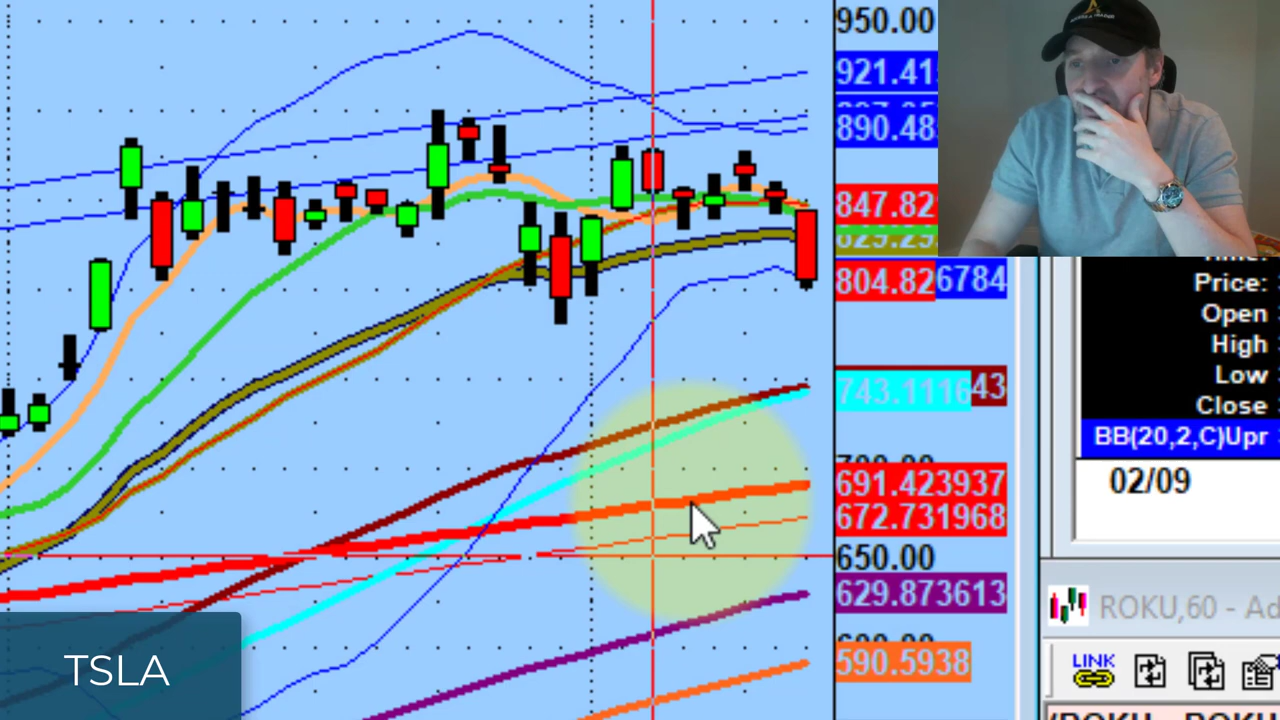 950.00
921.41
890.48
847.82
804.82
6784
743.1116
43
691.423937
672.731968
650.00
629.873613
590.5938
Price:
Open
High
Low
Close
BB(20,2,C)Upr
02/09
ROKU,60 - Ad
LINK
TSLA